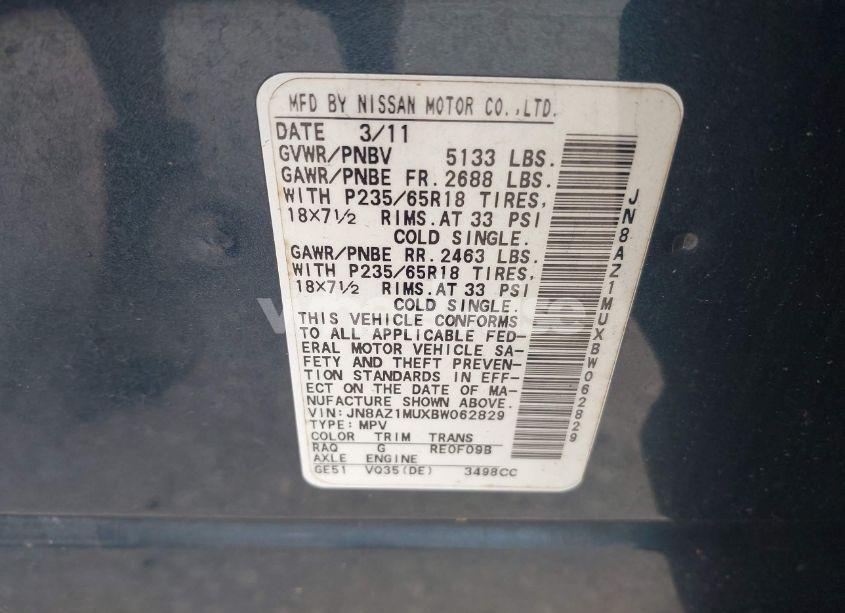 MFD BY NISSAN MOTOR CO.,LTD.
DATE 3/11
GVWR/PNBV 5133 LBS.
GAWR/PNBE FR. 2688 LBS.
WITH P235/65R18 TIRES,
18×7½ RIMS.AT 33 PSI
COLD SINGLE.
GAWR/PNBE RR. 2463 LBS.
WITH P235/65R18 TIRES,
18×7½ RIMS.AT 33 PSI
COLD SINGLE.
THIS VEHICLE CONFORMS
TO ALL APPLICABLE FED-
ERAL MOTOR VEHICLE SA-
FETY AND THEFT PREVEN-
TION STANDARDS IN EFF-
ECT ON THE DATE OF MA-
NUFACTURE SHOWN ABOVE.
VIN:JN8AZ1MUXBW062829
TYPE:MPV
COLOR TRIM TRANS
RAQ G RE0F09B
AXLE ENGINE
GE51 VQ35(DE) 3498CC
JN8AZ1MUXBW062829